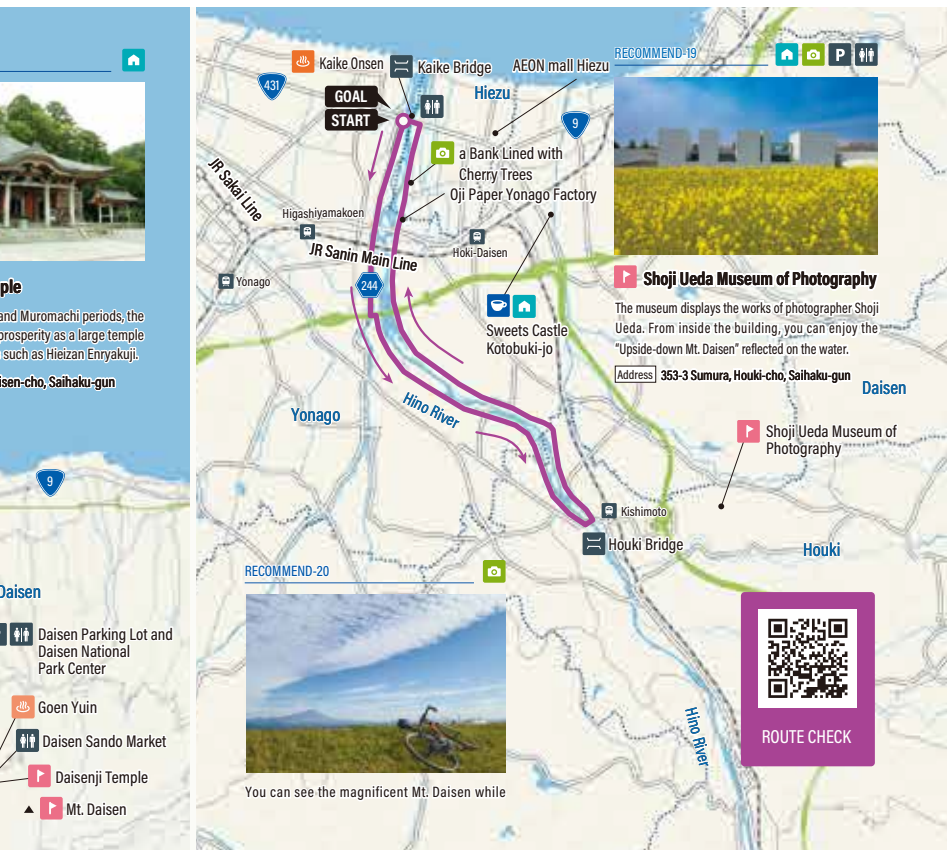 ple
and Muromachi periods, the
prosperity as a large temple
such as Hieizan Enryakuji.
isen-cho, Saihaku-gun
9
Daisen
Daisen Parking Lot and
Daisen National
Park Center
Goen Yuin
Daisen Sando Market
Daisenji Temple
Mt. Daisen
Kaike Onsen
Kaike Bridge
AEON mall Hiezu
431
Hiezu
GOAL
START
9
a Bank Lined with
Cherry Trees
Oji Paper Yonago Factory
JR Sakai Line
Higashiyamakoen
JR Sanin Main Line
Hoki-Daisen
Yonago
244
Sweets Castle
Kotobuki-jo
Yonago
Hino River
RECOMMEND-19
P
Shoji Ueda Museum of Photography
The museum displays the works of photographer Shoji
Ueda. From inside the building, you can enjoy the
“Upside-down Mt. Daisen” reflected on the water.
Address 353-3 Sumura, Houki-cho, Saihaku-gun
Daisen
Shoji Ueda Museum of
Photography
Kishimoto
Houki Bridge
Houki
RECOMMEND-20
You can see the magnificent Mt. Daisen while
Hino River
ROUTE CHECK